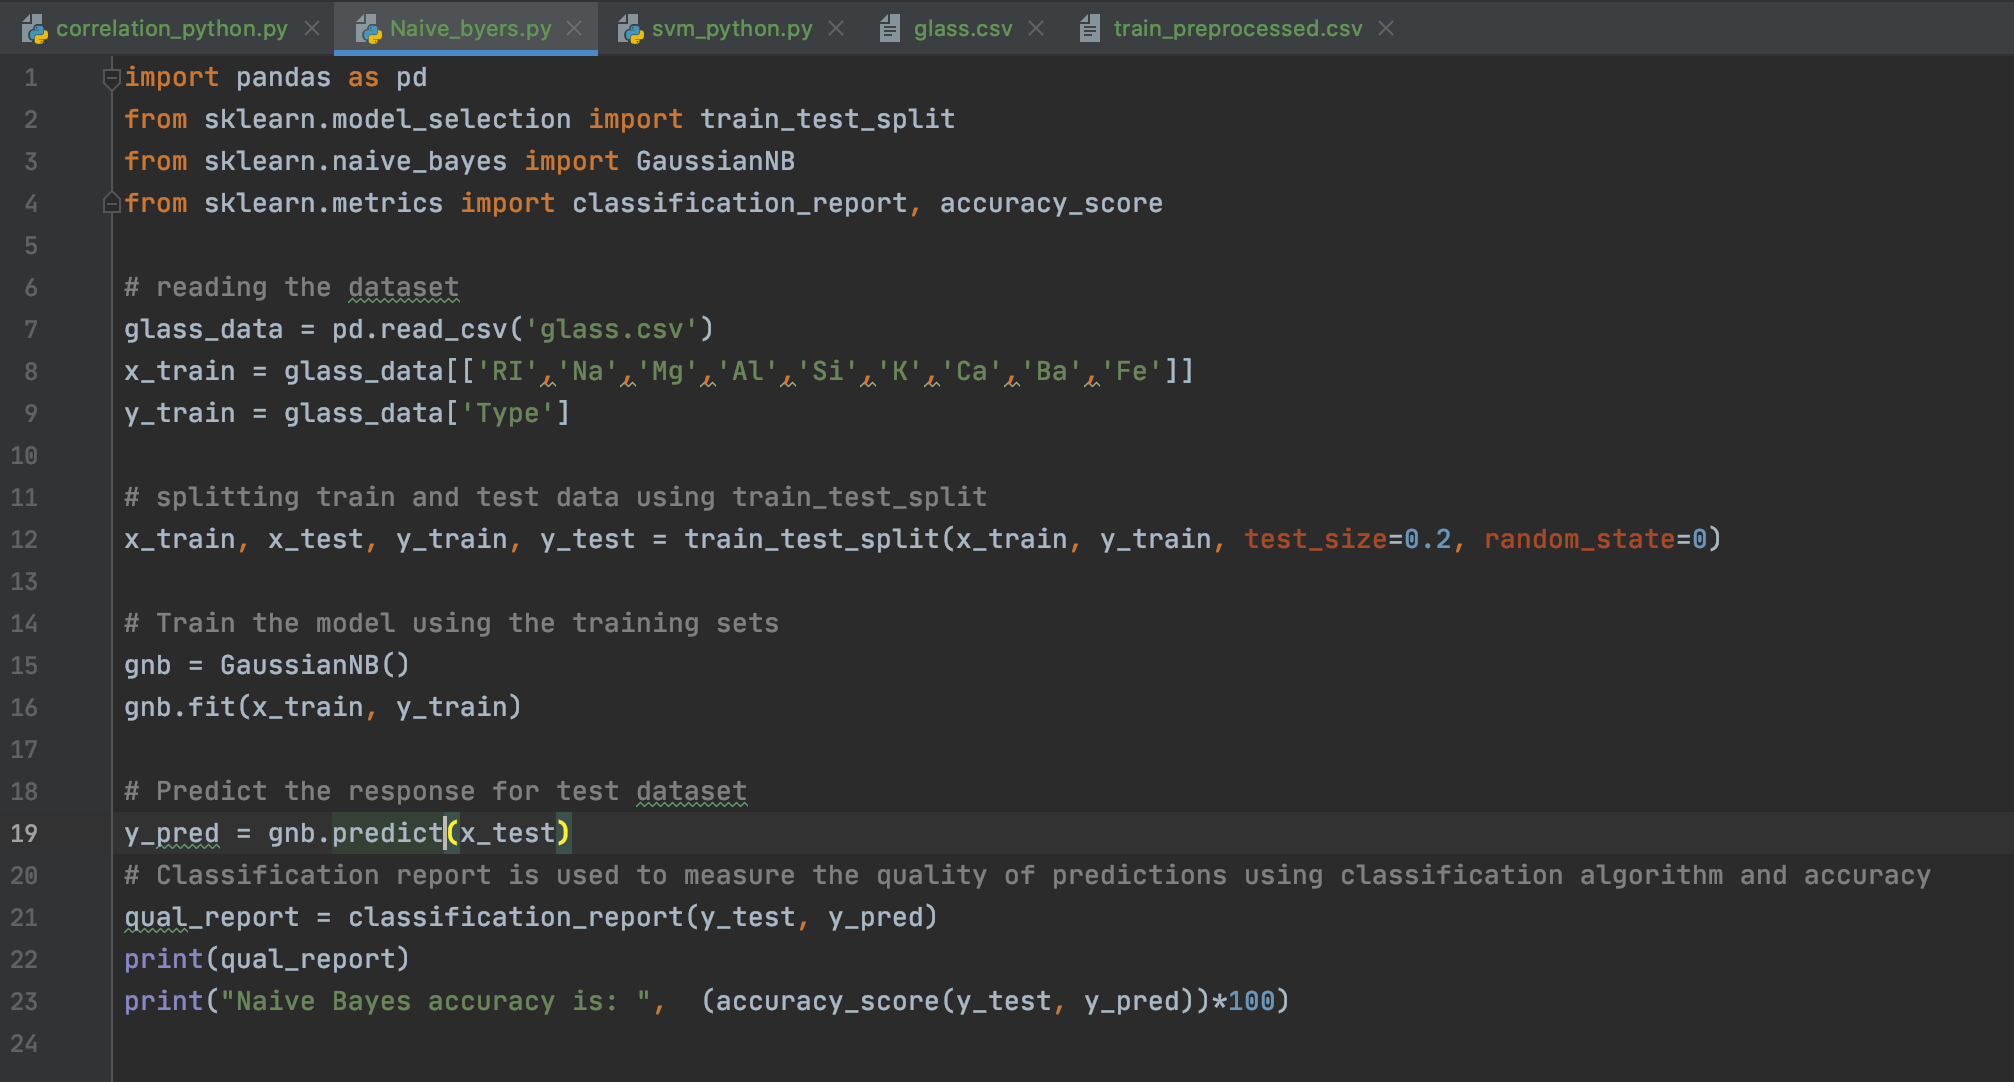 correlation_python.py Naive_byers.py svm_python.py glass.csv train_preprocessed.csv
1 import pandas as pd
2 from sklearn.model_selection import train_test_split
3 from sklearn.naive_bayes import GaussianNB
4 from sklearn.metrics import classification_report, accuracy_score
5
6 # reading the dataset
7 glass_data = pd.read_csv('glass.csv')
8 x_train = glass_data[['RI','Na','Mg','Al','Si','K','Ca','Ba','Fe']]
9 y_train = glass_data['Type']
10
11 # splitting train and test data using train_test_split
12 x_train, x_test, y_train, y_test = train_test_split(x_train, y_train, test_size=0.2, random_state=0)
13
14 # Train the model using the training sets
15 gnb = GaussianNB()
16 gnb.fit(x_train, y_train)
17
18 # Predict the response for test dataset
19 y_pred = gnb.predict(x_test)
20 # Classification report is used to measure the quality of predictions using classification algorithm and accuracy
21 qual_report = classification_report(y_test, y_pred)
22 print(qual_report)
23 print("Naive Bayes accuracy is: ",  (accuracy_score(y_test, y_pred))*100)
24